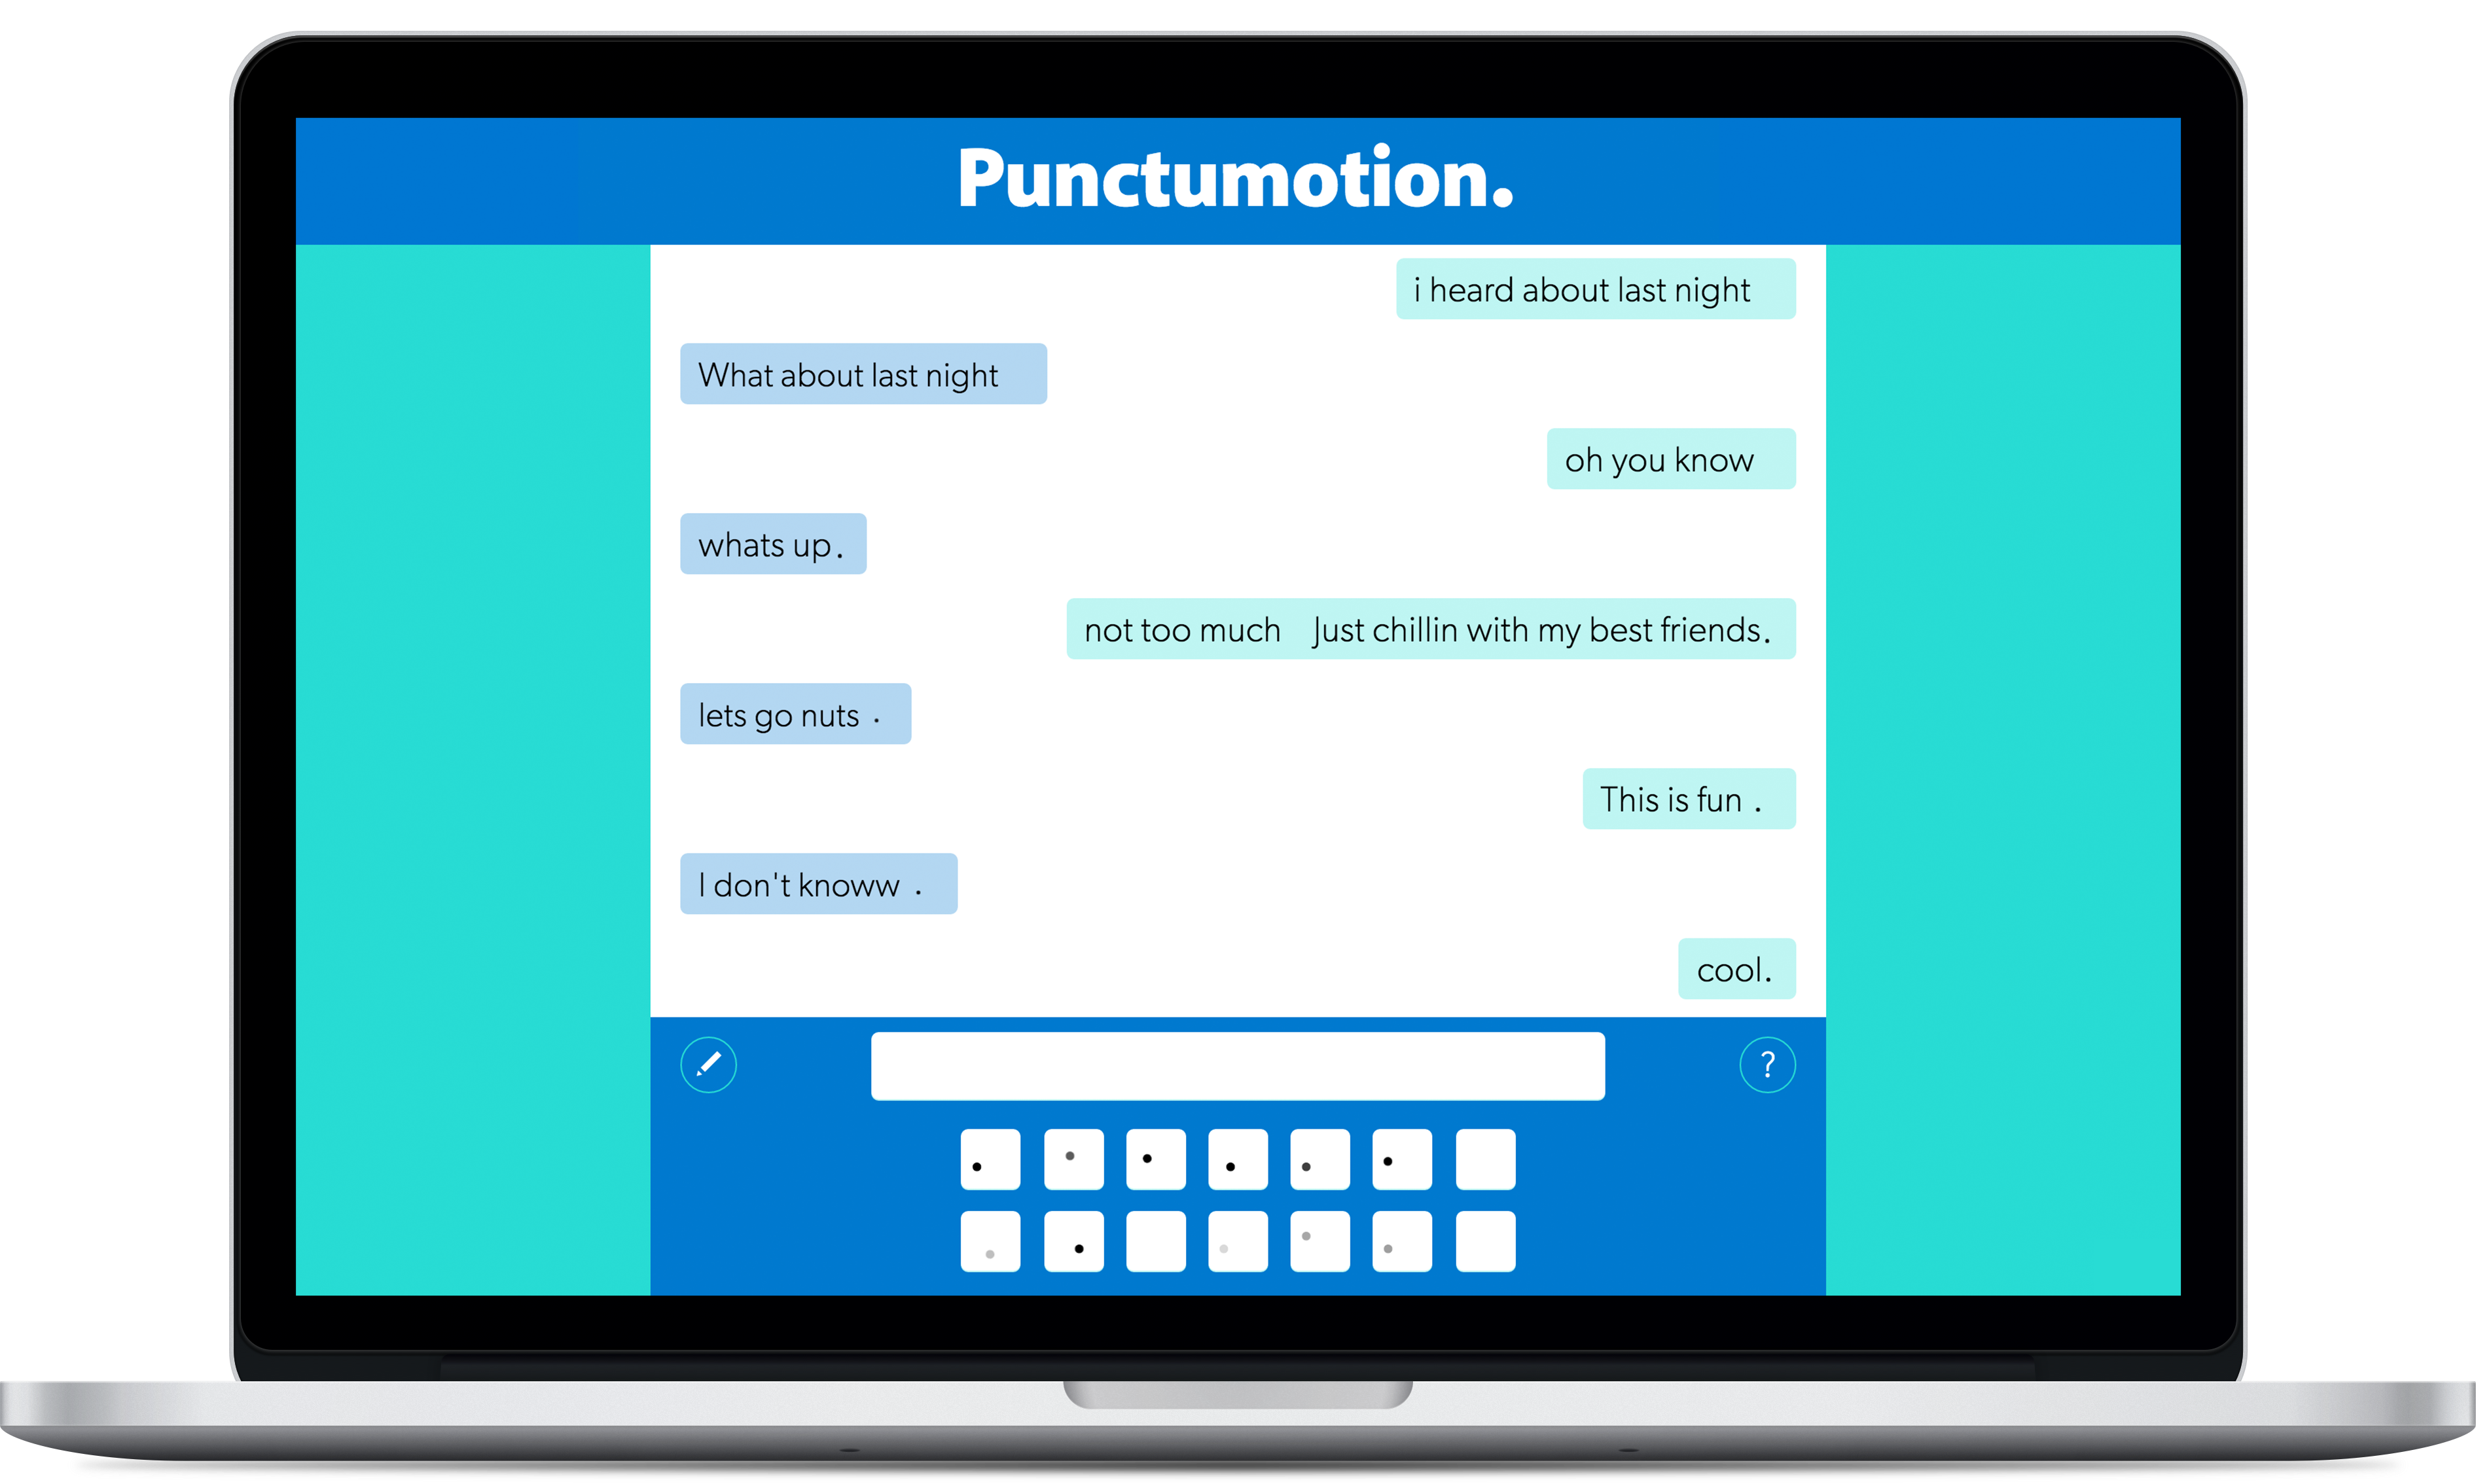 Punctumotion.
i heard about last night
What about last night
oh you know
whats up.
not too much Just chillin with my best friends.
lets go nuts .
This is fun .
I don't knoww .
cool.
?